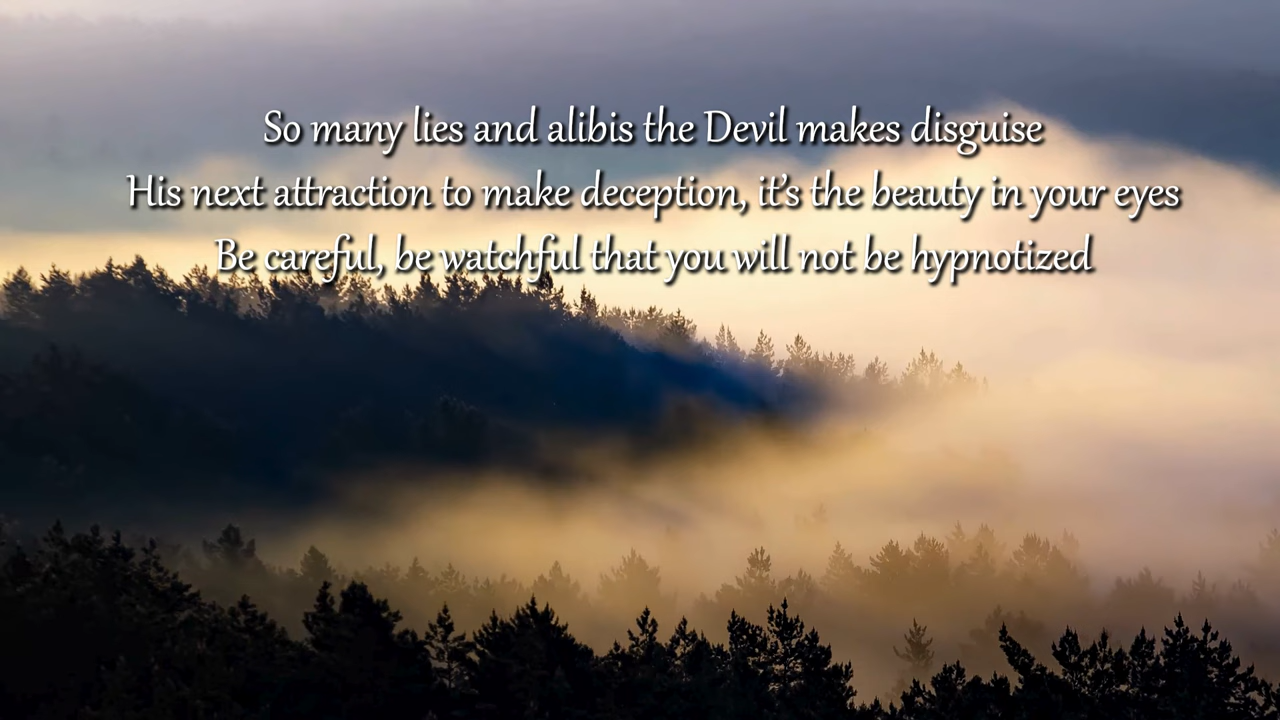 So many lies and alibis the Devil makes disguise
His next attraction to make deception, it’s the beauty in your eyes
Be careful, be watchful that you will not be hypnotized